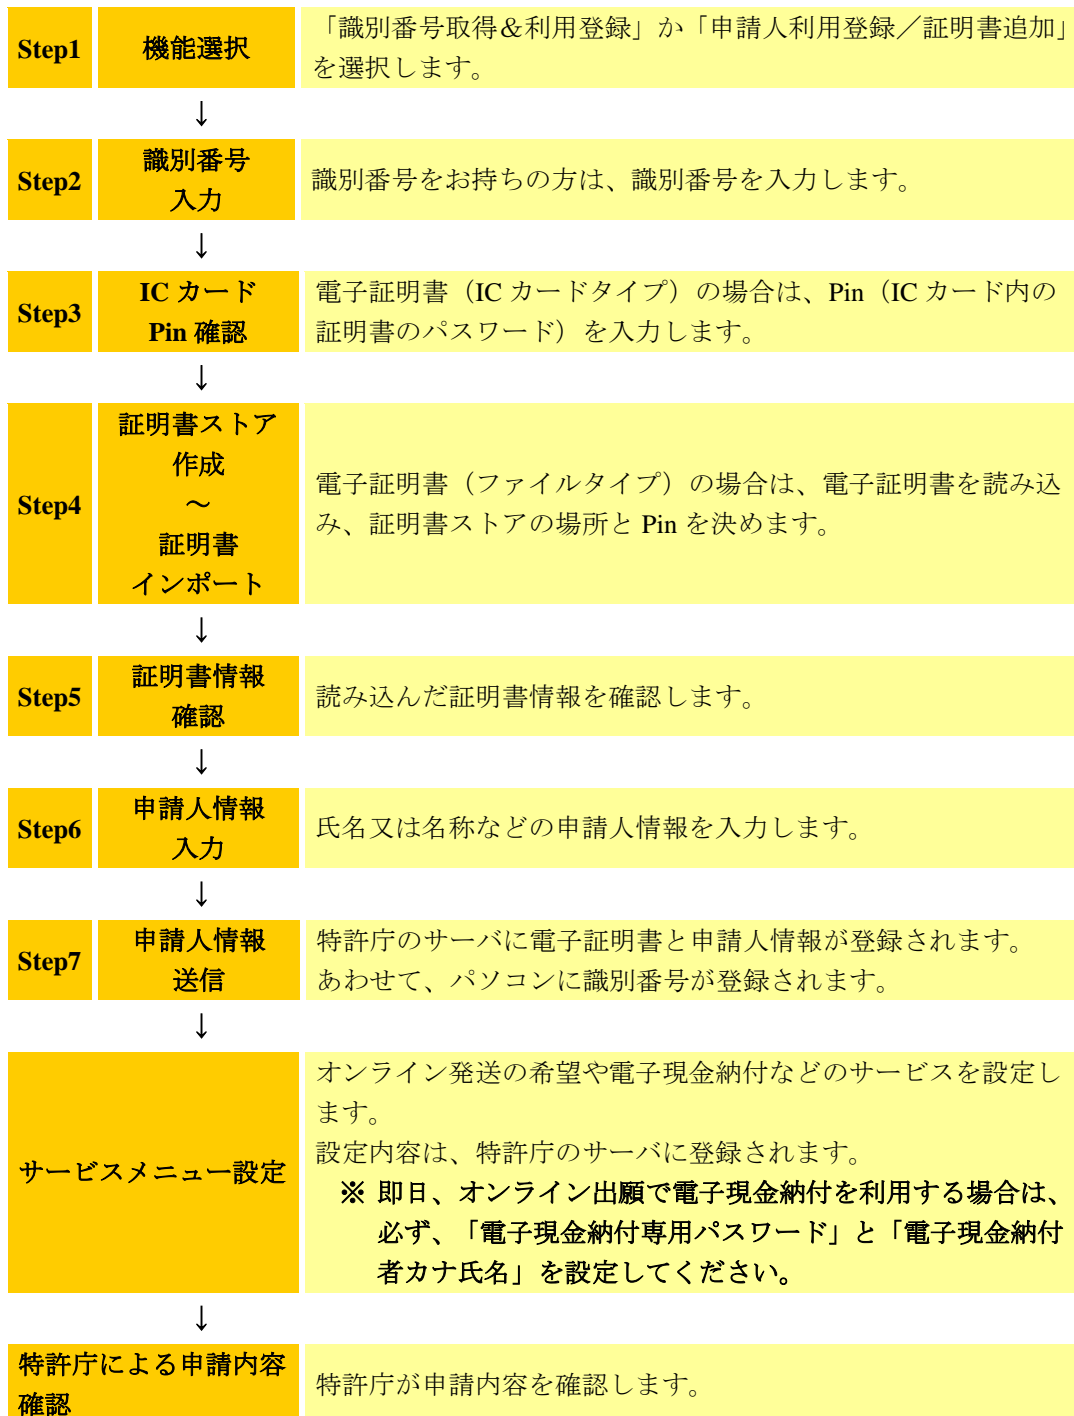 Step1
機能選択
「識別番号取得＆利用登録」か「申請人利用登録／証明書追加」
を選択します。
↓
Step2
識別番号
入力
識別番号をお持ちの方は、識別番号を入力します。
↓
Step3
IC カード
Pin 確認
電子証明書（IC カードタイプ）の場合は、Pin（IC カード内の
証明書のパスワード）を入力します。
↓
Step4
証明書ストア
作成
～
証明書
インポート
電子証明書（ファイルタイプ）の場合は、電子証明書を読み込
み、証明書ストアの場所と Pin を決めます。
↓
Step5
証明書情報
確認
読み込んだ証明書情報を確認します。
↓
Step6
申請人情報
入力
氏名又は名称などの申請人情報を入力します。
↓
Step7
申請人情報
送信
特許庁のサーバに電子証明書と申請人情報が登録されます。
あわせて、パソコンに識別番号が登録されます。
↓
サービスメニュー設定
オンライン発送の希望や電子現金納付などのサービスを設定し
ます。
設定内容は、特許庁のサーバに登録されます。
※ 即日、オンライン出願で電子現金納付を利用する場合は、
必ず、「電子現金納付専用パスワード」と「電子現金納付
者カナ氏名」を設定してください。
↓
特許庁による申請内容
確認
特許庁が申請内容を確認します。